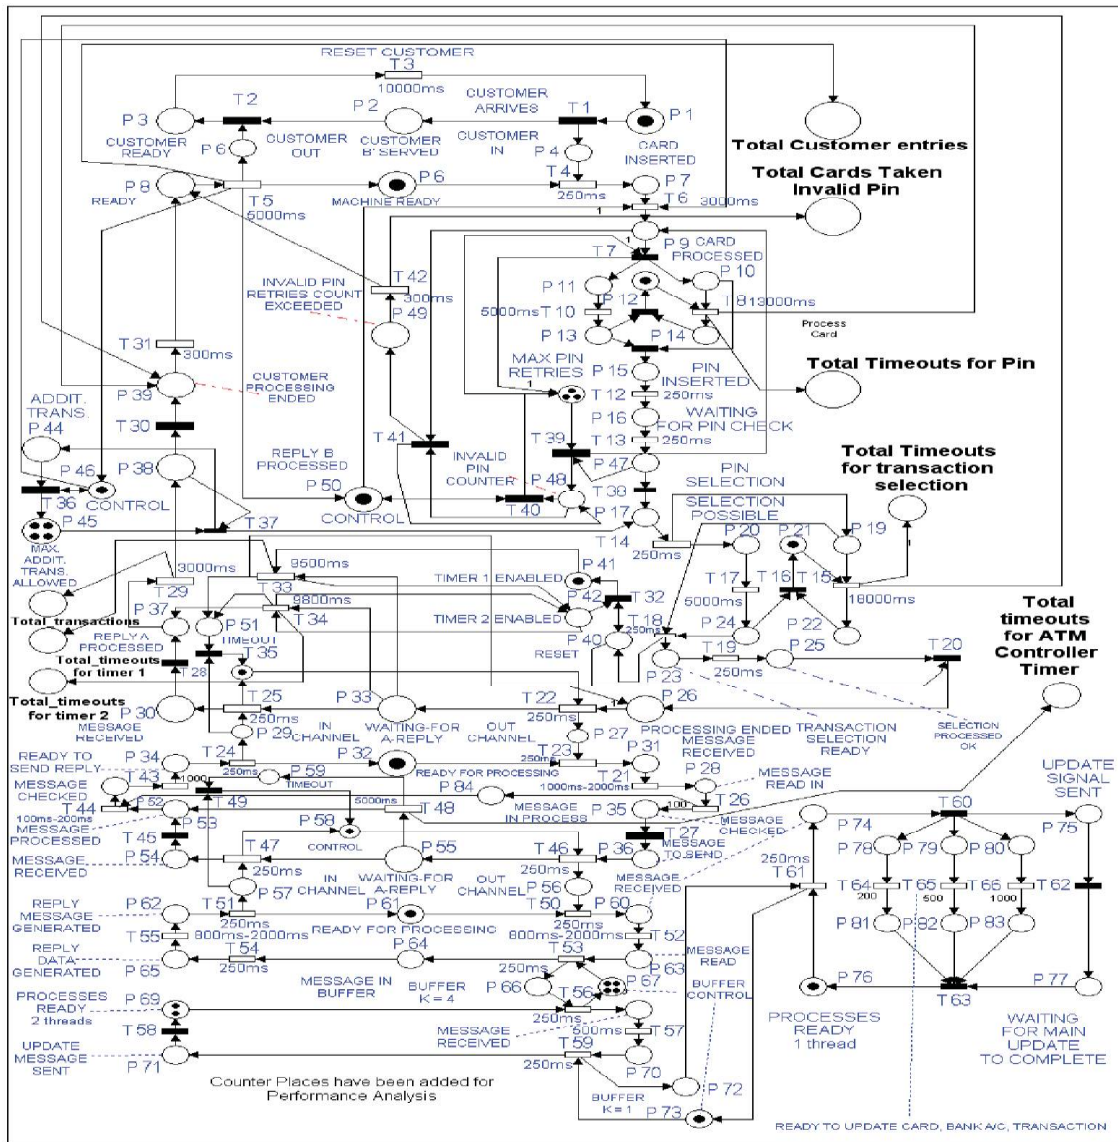 RESET CUSTOMER
T 3
10000ms
T 2
P 2
CUSTOMER
ARRIVES
T 1
P 3
P 1
CUSTOMER
READY
P 6
CUSTOMER
OUT
CUSTOMER
B' SERVED
CUSTOMER
IN
P 4
CARD
INSERTED
Total Customer entries
Total Cards Taken
Invalid Pin
P 8
READY
T 5
5000ms
P 6
MACHINE READY
T 4
250ms
P 7
T 6
3000ms
1
1
P 9
CARD
PROCESSED
T 7
INVALID PIN
RETRIES COUNT
EXCEEDED
T 42
300ms
P 49
P 11
P 10
P 12
5000ms
T 10
T 8
13000ms
Process
Card
P 13
P 14
T 31
300ms
CUSTOMER
PROCESSING
ENDED
P 39
MAX PIN
RETRIES
1
P 15
PIN
INSERTED
T 12
250ms
Total Timeouts for Pin
ADDIT.
TRANS.
P 44
T 30
P 16
WAITING
FOR PIN CHECK
T 13
250ms
T 41
T 39
P 38
P 46
REPLY B
PROCESSED
P 50
INVALID
PIN
COUNTER
P 48
P 47
T 38
PIN
SELECTION
Total Timeouts
for transaction
selection
T 36
CONTROL
P 45
CONTROL
T 40
P 17
SELECTION
POSSIBLE
T 37
MAX.
ADDIT.
TRANS.
ALLOWED
T 14
250ms
P 20
P 21
P 19
1
3000ms
T 29
9500ms
T 33
P 41
TIMER 1 ENABLED
T 17
5000ms
T 16
T 15
18000ms
Total
timeouts
for ATM
Controller
Timer
P 37
Total_transactions
REPLY A
PROCESSED
P 51
9800ms
T 34
P 42
TIMER 2 ENABLED
T 32
T 18
250ms
P 24
P 22
TIMEOUT
T 35
P 40
RESET
P 25
T 19
250ms
T 20
P 23
Total_timeouts
for timer 1
T 28
Total_timeouts
for timer 2
P 30
MESSAGE
RECEIVED
T 25
250ms
P 33
P 29
IN
CHANNEL
WAITING-FOR
A-REPLY
OUT
CHANNEL
T 22
250ms
P 26
P 27
PROCESSING ENDED
TRANSACTION
SELECTION
READY
SELECTION
PROCESSED
OK
READY TO
SEND REPLY
P 34
T 24
250ms
P 32
READY FOR PROCESSING
T 23
250ms
P 31
MESSAGE
RECEIVED
T 43
1000
P 59
TIMEOUT
P 84
T 21
1000ms-2000ms
P 28
MESSAGE
READ IN
UPDATE
SIGNAL
SENT
MESSAGE
CHECKED
T 44
100ms-200ms
P 52
T 49
5000ms
T 48
MESSAGE
IN PROCESS
P 35
100
T 26
MESSAGE
CHECKED
MESSAGE
PROCESSED
P 53
P 58
CONTROL
T 27
MESSAGE
TO SEND
T 45
P 74
T 60
P 75
MESSAGE
RECEIVED
P 54
T 47
250ms
P 55
T 46
250ms
P 36
250ms
T 61
P 78
P 79
P 80
P 57
IN
CHANNEL
WAITING-FOR
A-REPLY
OUT
CHANNEL
P 56
MESSAGE
RECEIVED
T 64
200
T 65
500
T 66
1000
T 62
REPLY
MESSAGE
GENERATED
P 62
T 51
250ms
P 61
READY FOR PROCESSING
T 50
250ms
P 60
P 81
P 82
P 83
T 55
800ms-2000ms
800ms-2000ms
T 52
REPLY
DATA
GENERATED
P 65
T 54
250ms
P 64
T 53
250ms
P 63
MESSAGE
READ
P 76
T 63
P 77
MESSAGE IN
BUFFER
BUFFER
K = 4
P 66
T 56
250ms
P 67
BUFFER
CONTROL
PROCESSES
READY
2 threads
P 69
PROCESSES
READY
1 thread
WAITING
FOR MAIN
UPDATE
TO COMPLETE
T 58
MESSAGE
RECEIVED
500ms
T 57
UPDATE
MESSAGE
SENT
P 71
T 59
250ms
P 70
Counter Places have been added for
Performance Analysis
BUFFER
K = 1
P 72
P 73
READY TO UPDATE CARD, BANK A/C, TRANSACTION